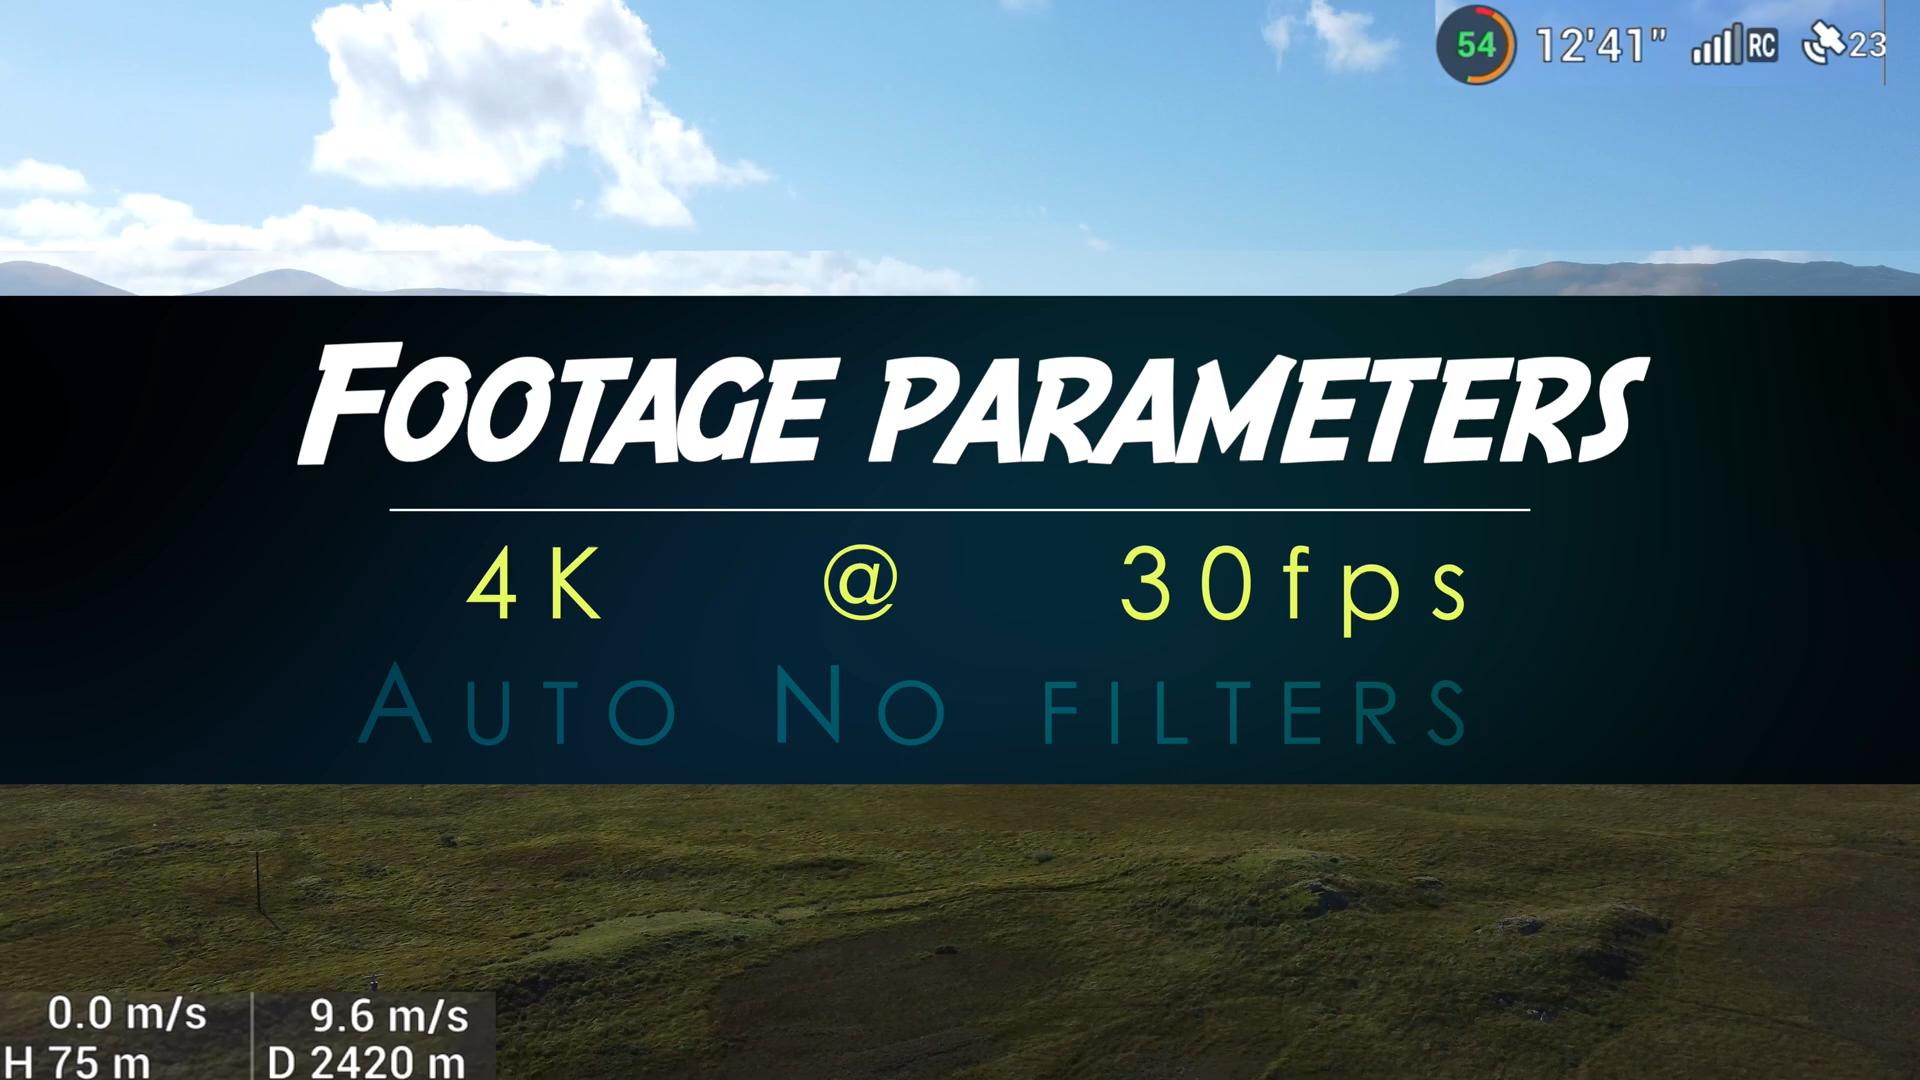 54 12'41" RC 23
FOOTAGE PARAMETERS
4K @ 30fps
AUTO NO FILTERS
0.0 m/s 9.6 m/s
H 75 m D 2420 m